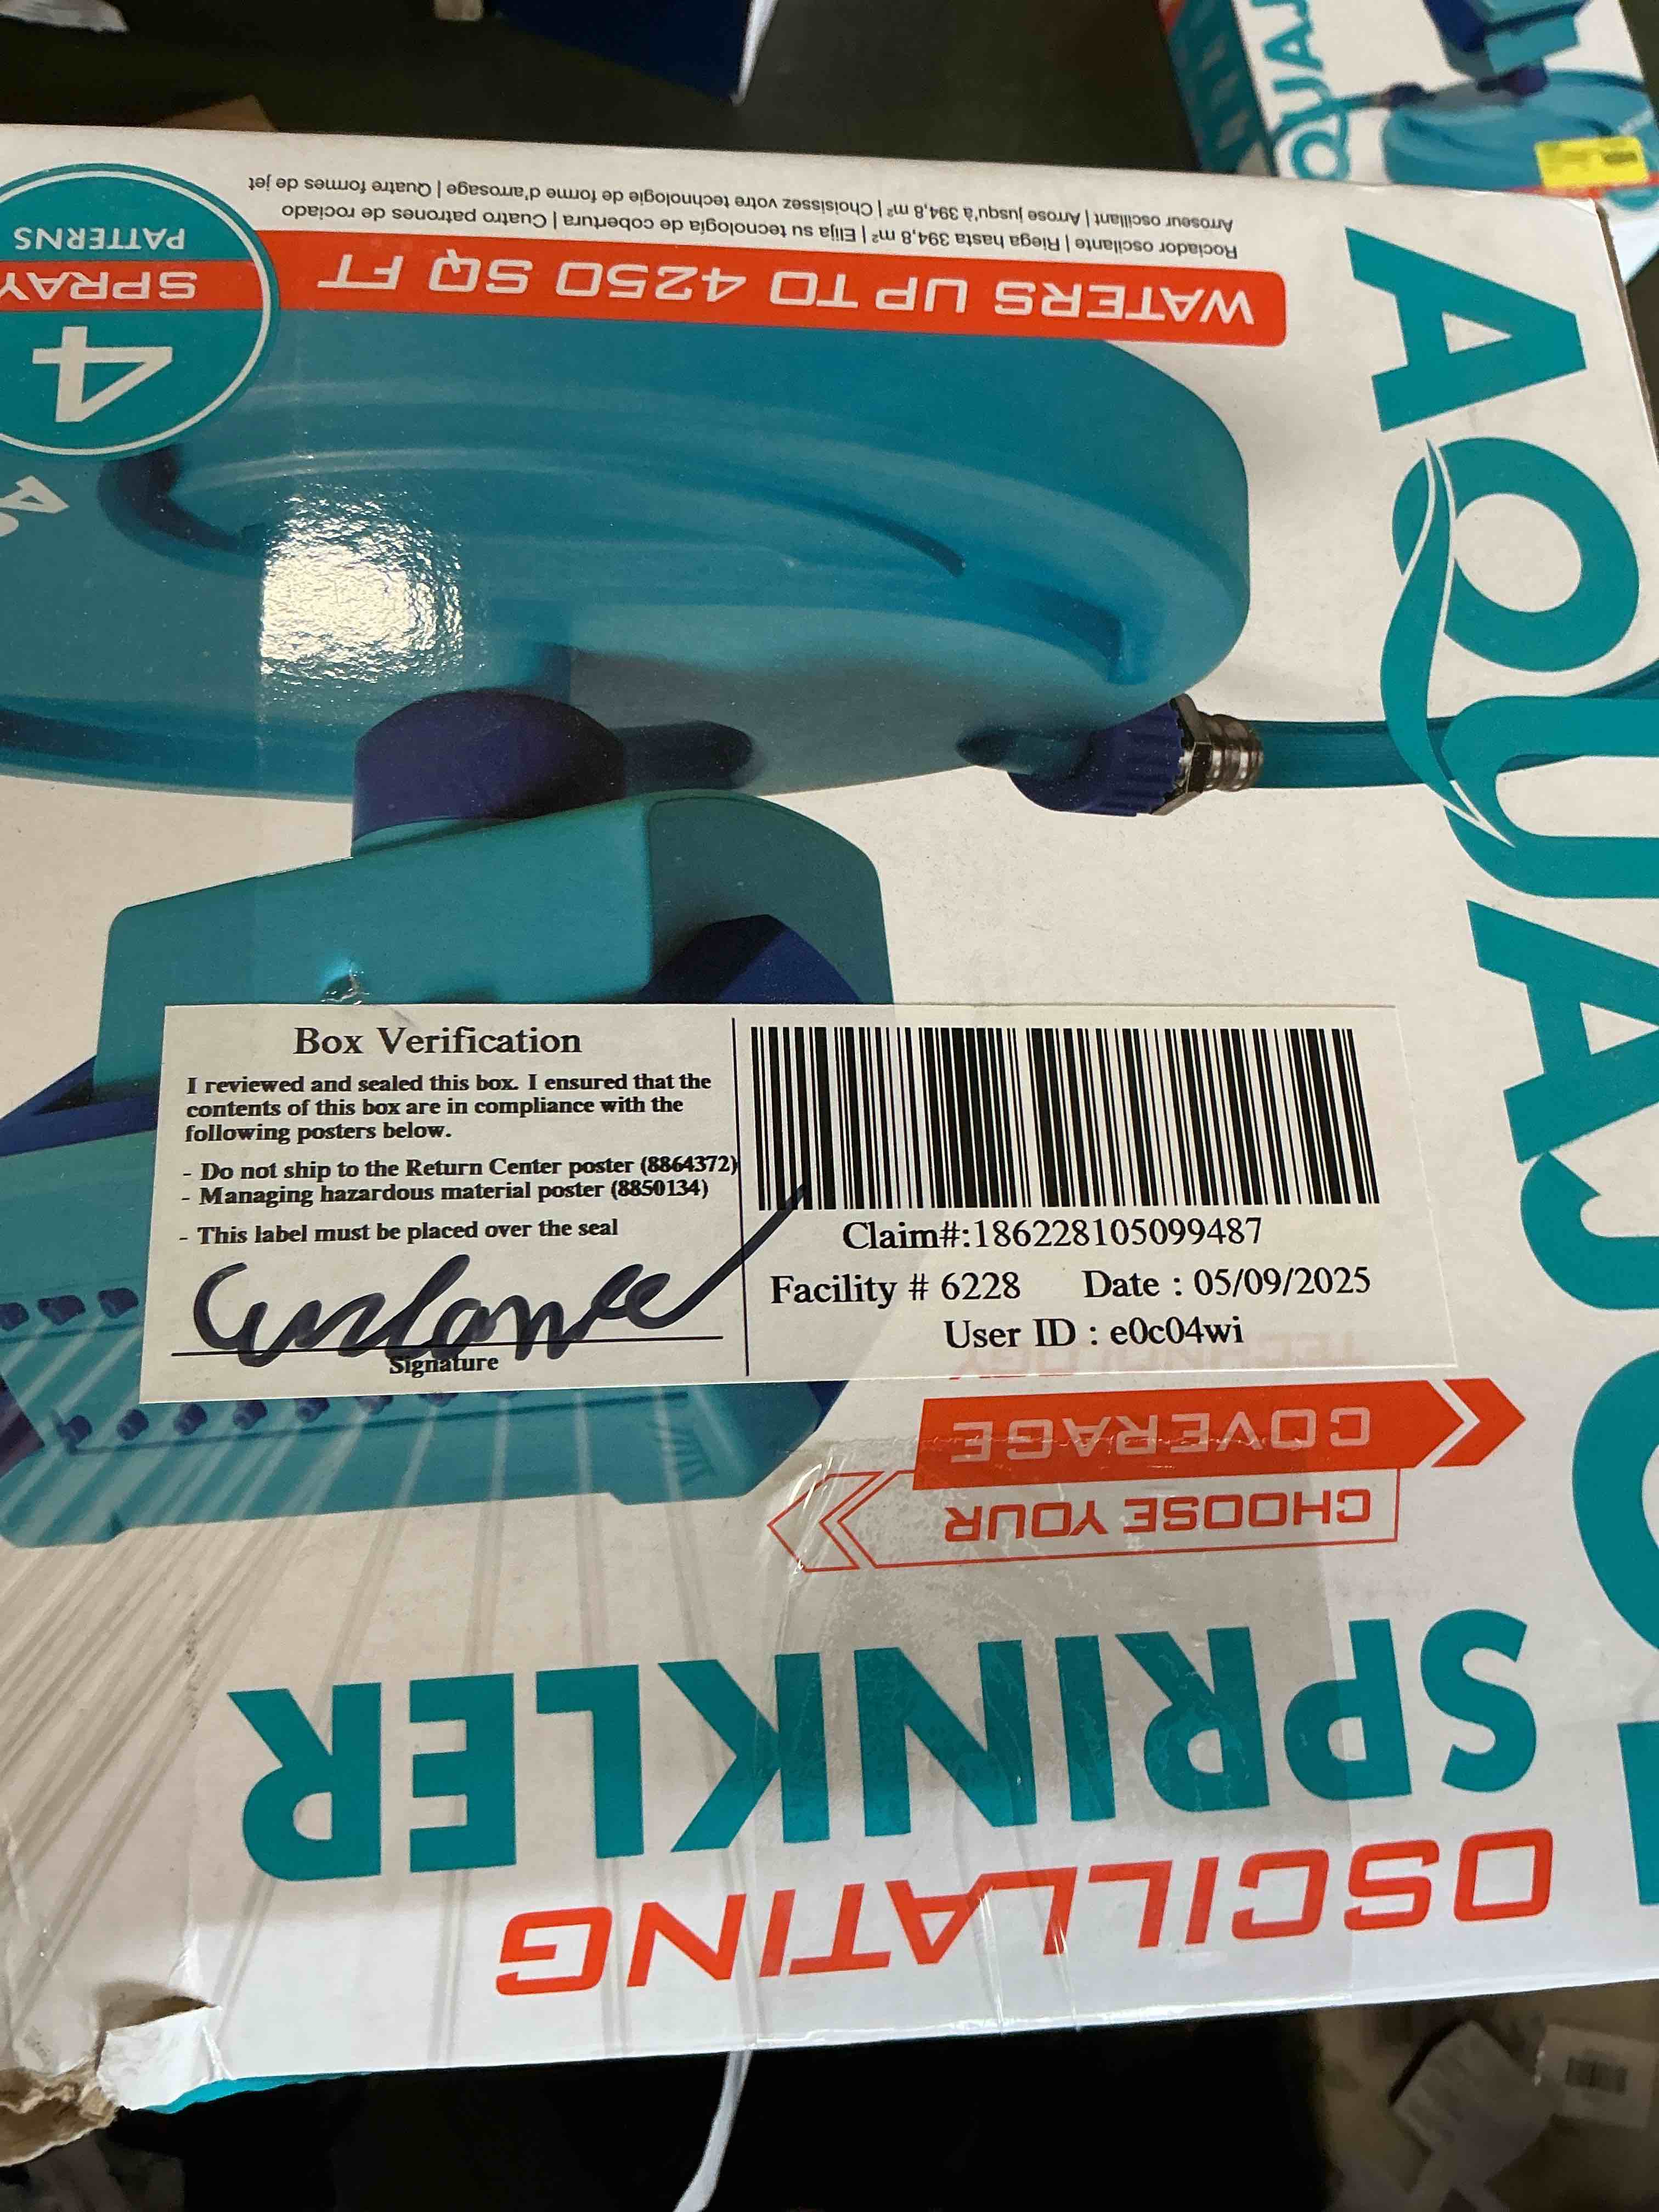 Box Verification
I reviewed and sealed this box. I ensured that the
contents of this box are in compliance with the
following posters below.
- Do not ship to the Return Center poster (8864372)
- Managing hazardous material poster (8850134)
- This label must be placed over the seal
Signature
Claim#:186228105099487
Facility # 6228 Date : 05/09/2025
User ID : e0c04wi
OSCILLATING
SPRINKLER
CHOOSE YOUR
COVERAGE
TECHNOLOGY
AQUAJO
4
SPRAY
PATTERNS
WATERS UP TO 4250 SQ FT
Rociador oscilante | Riega hasta 394,8 m² | Elija su tecnología de cobertura | Cuatro patrones de rociado
Arroseur oscillant | Arrose jusqu'à 394,8 m² | Choisissez votre technologie de forme d'arrosage | Quatre formes de jet
QUAJ